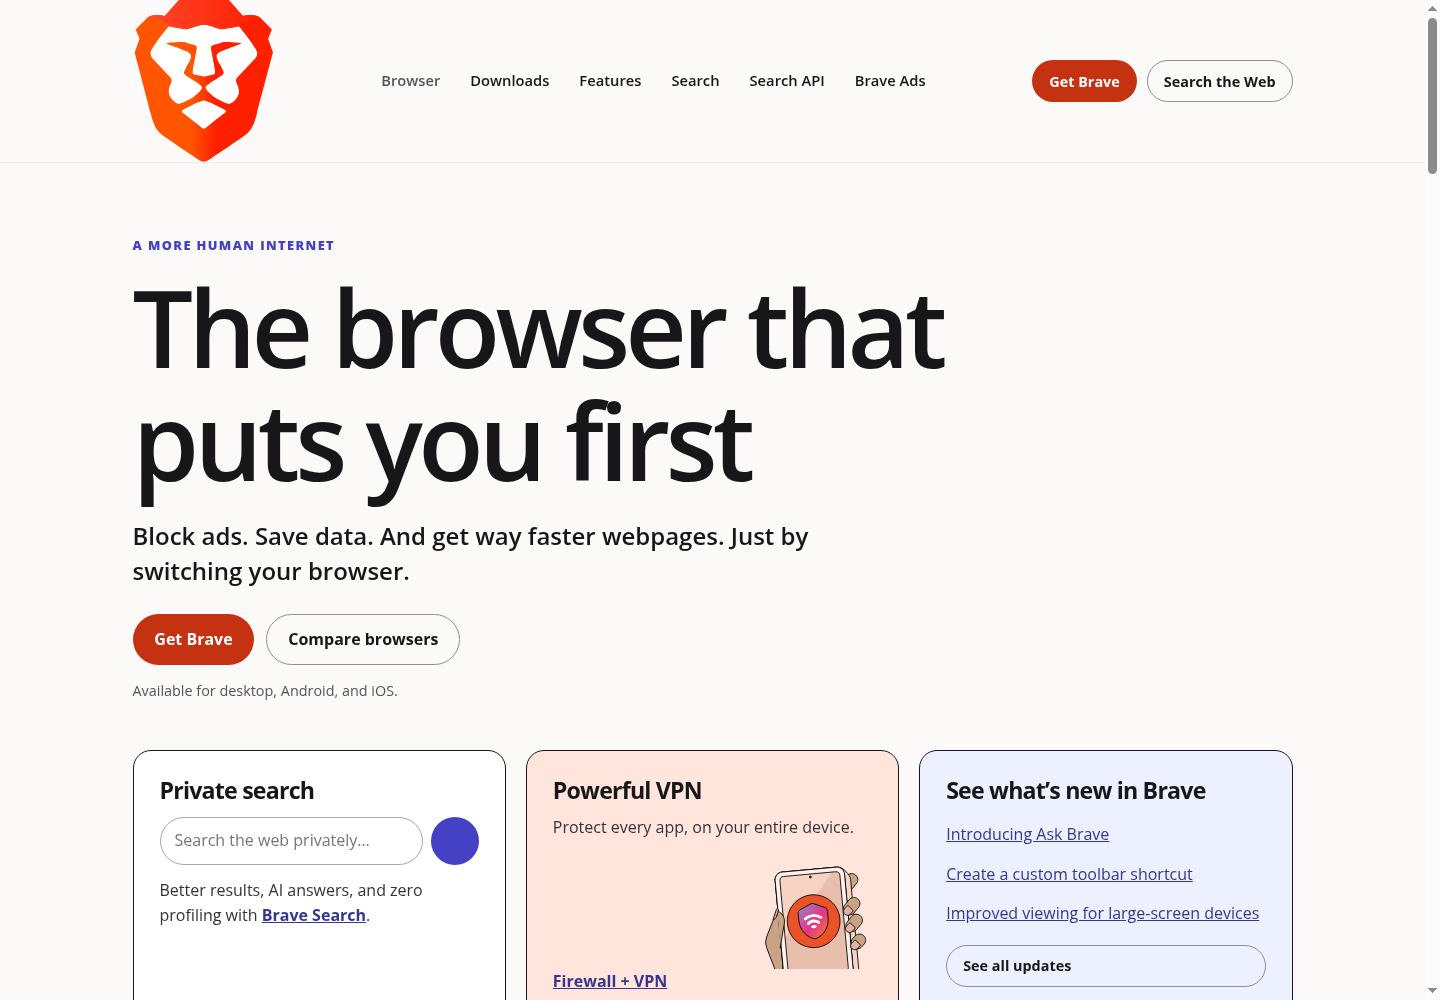 Browser
Downloads
Features
Search
Search API
Brave Ads
Get Brave
Search the Web
A MORE HUMAN INTERNET
The browser that
puts you first
Block ads. Save data. And get way faster webpages. Just by
switching your browser.
Get Brave
Compare browsers
Available for desktop, Android, and iOS.
Private search
Search the web privately...
Better results, AI answers, and zero
profiling with Brave Search.
Powerful VPN
Protect every app, on your entire device.
Firewall + VPN
See what’s new in Brave
Introducing Ask Brave
Create a custom toolbar shortcut
Improved viewing for large-screen devices
See all updates